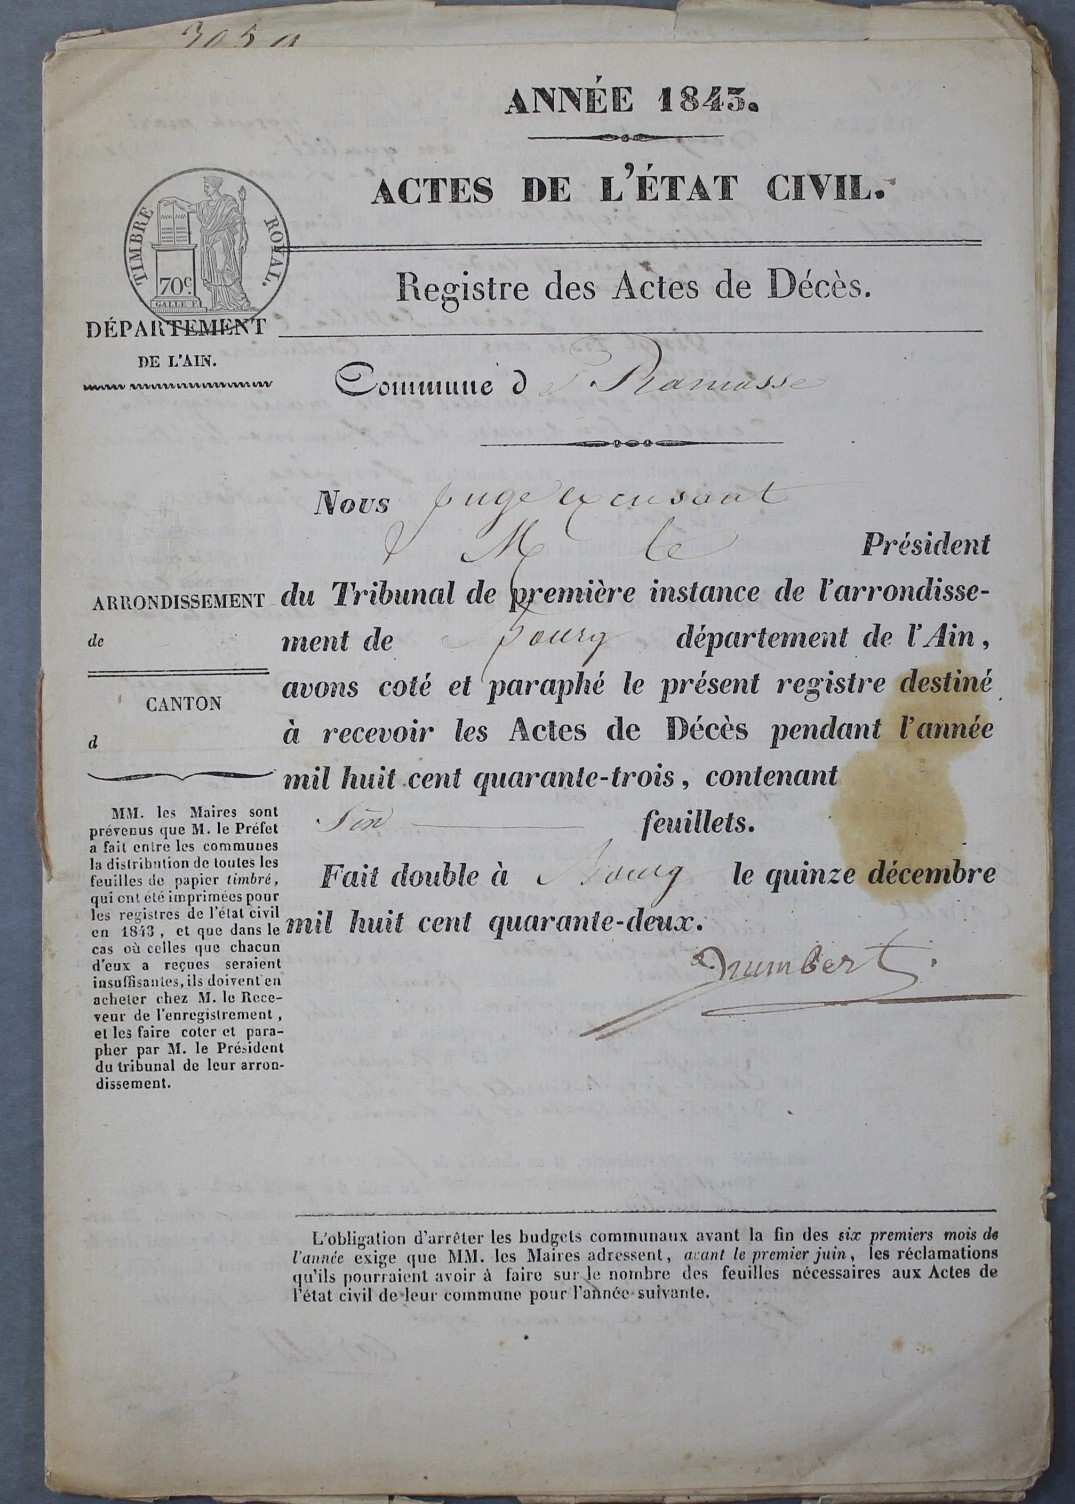 ANNÉE 1843.
ACTES DE L'ÉTAT CIVIL.
TIMBRE ROYAL.
70c
GALLE F
DÉPARTEMENT
DE L'AIN.
Registre des Actes de Décès.
Commune de Ramasse
Nous juge excusant
M le Président
du Tribunal de première instance de l'arrondisse-
ment de Bourg département de l'Ain,
avons coté et paraphé le présent registre destiné
à recevoir les Actes de Décès pendant l'année
mil huit cent quarante-trois, contenant
feuillets.
Fait double à Bourg le quinze décembre
mil huit cent quarante-deux.
ARRONDISSEMENT
de
CANTON
d
MM. les Maires sont
prévenus que M. le Préfet
a fait entre les communes
la distribution de toutes les
feuilles de papier timbré,
qui ont été imprimées pour
les registres de l'état civil
en 1843, et que dans le
cas où celles que chacun
d'eux a reçues seraient
insuffisantes, ils doivent en
acheter chez M. le Rece-
veur de l'enregistrement,
et les faire coter et para-
pher par M. le Président
du tribunal de leur arron-
dissement.
L'obligation d'arrêter les budgets communaux avant la fin des six premiers mois de
l'année exige que MM. les Maires adressent, avant le premier juin, les réclamations
qu'ils pourraient avoir à faire sur le nombre des feuilles nécessaires aux Actes de
l'état civil de leur commune pour l'année suivante.